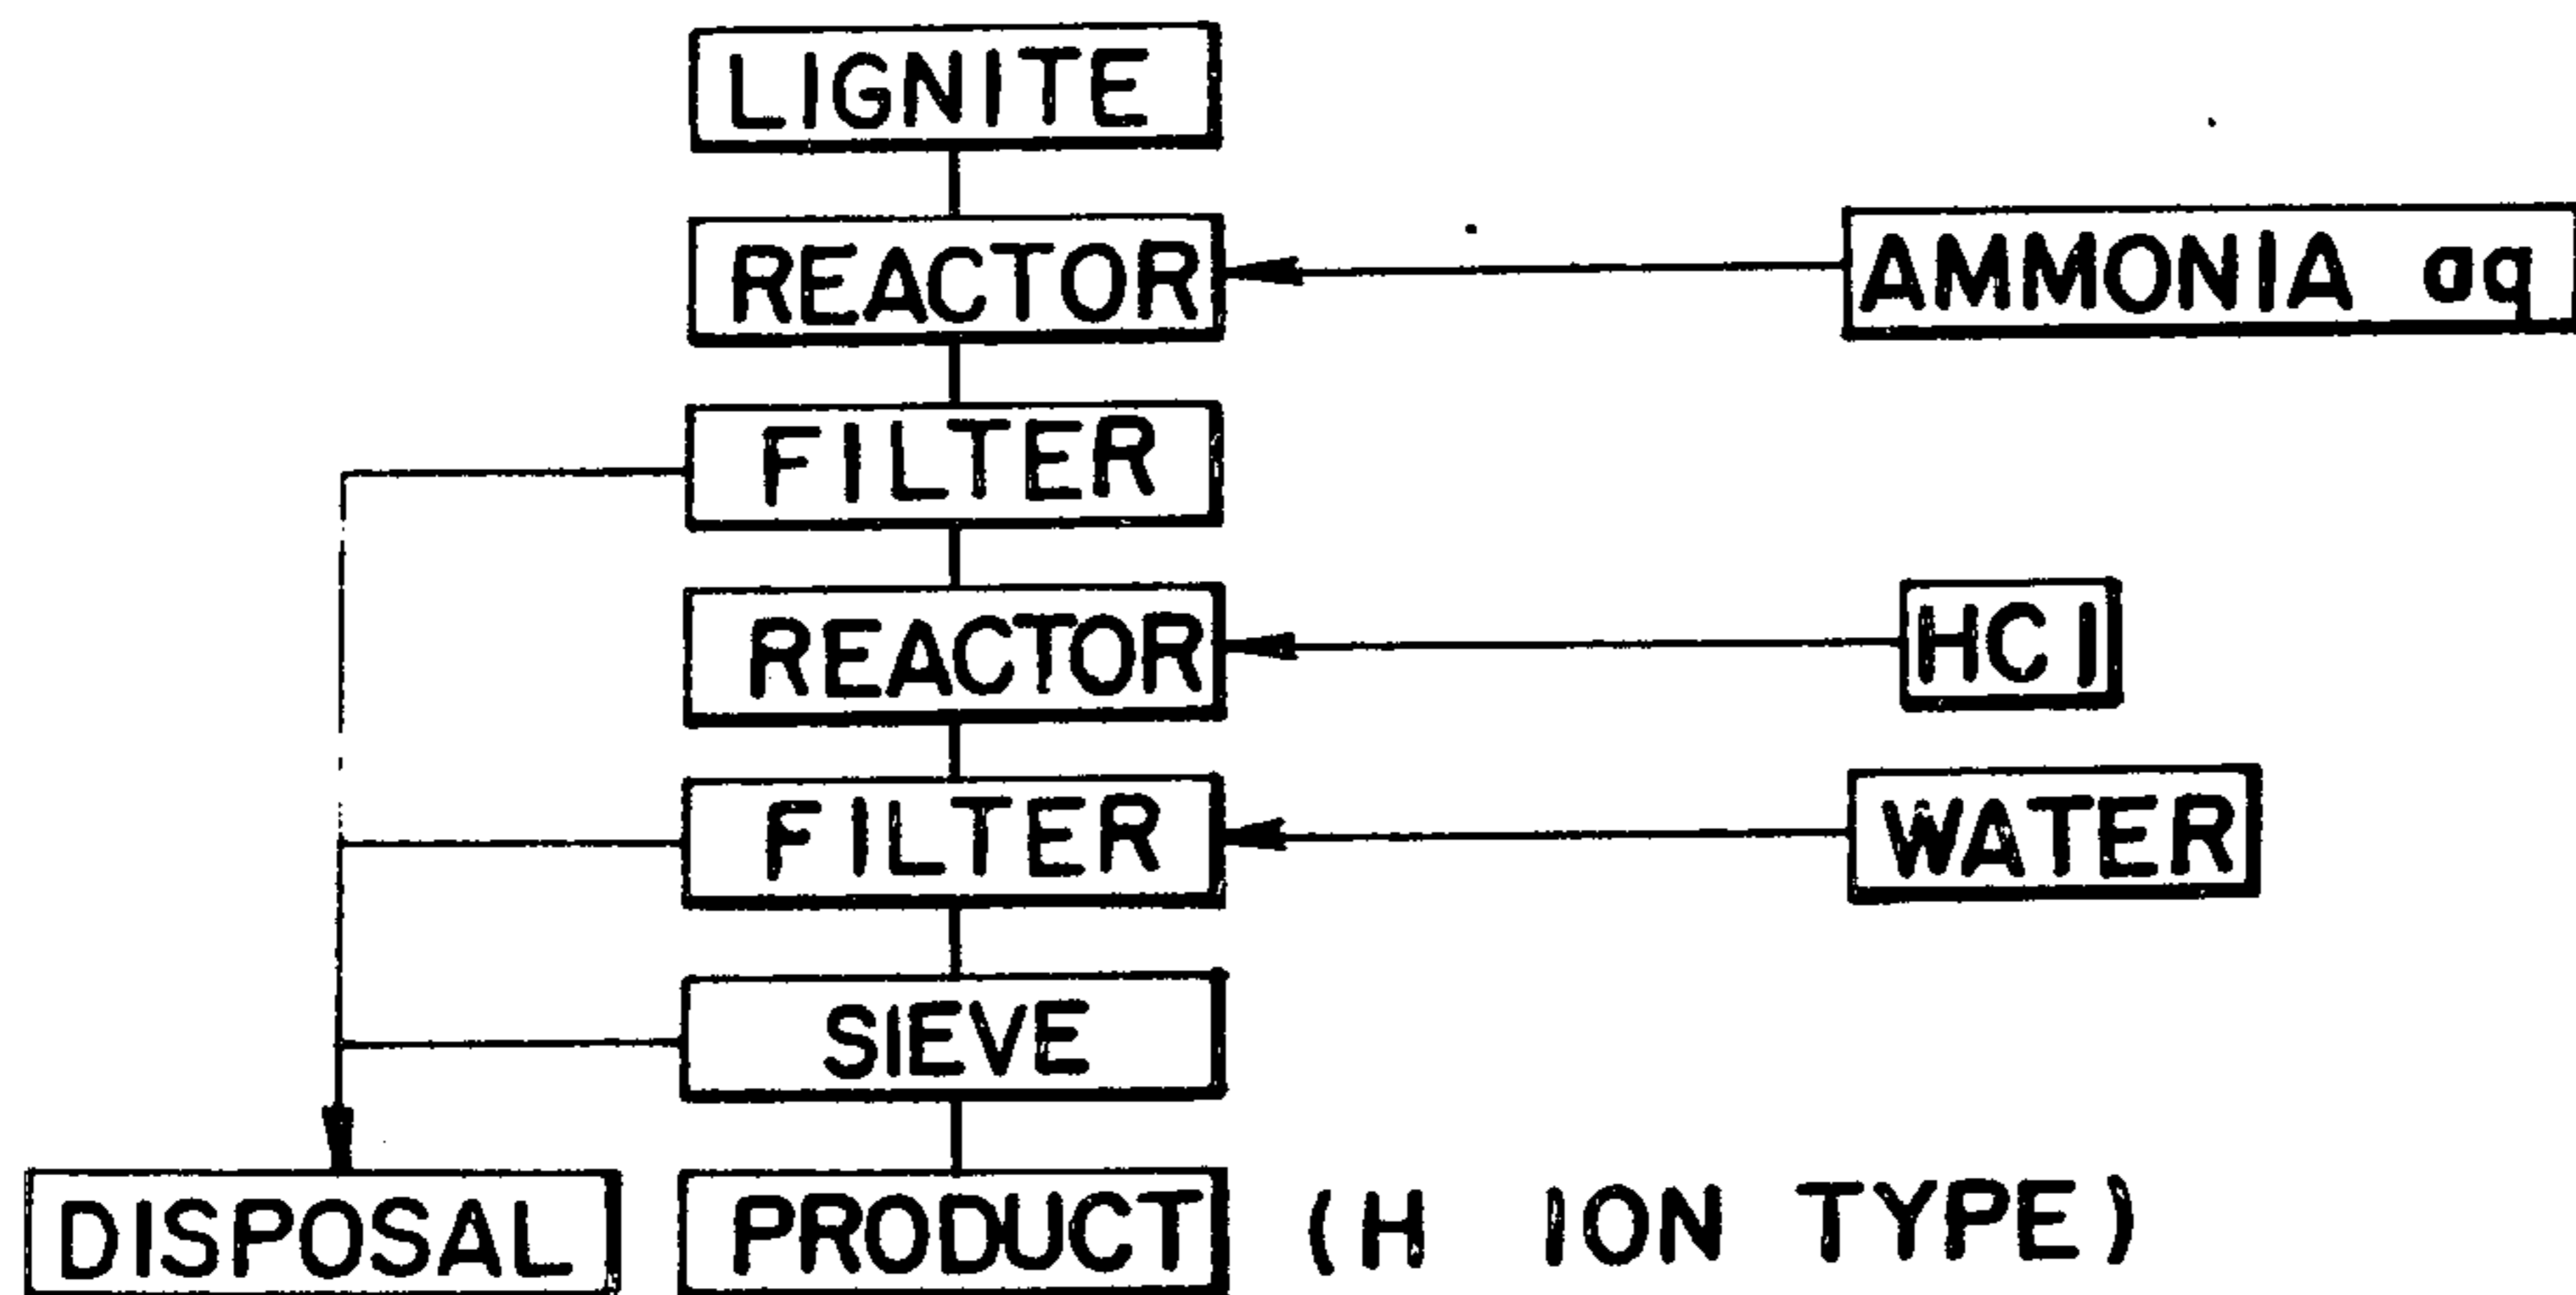 LIGNITE
REACTOR
AMMONIA aq
FILTER
REACTOR
HCl
FILTER
WATER
SIEVE
DISPOSAL
PRODUCT (H ION TYPE)